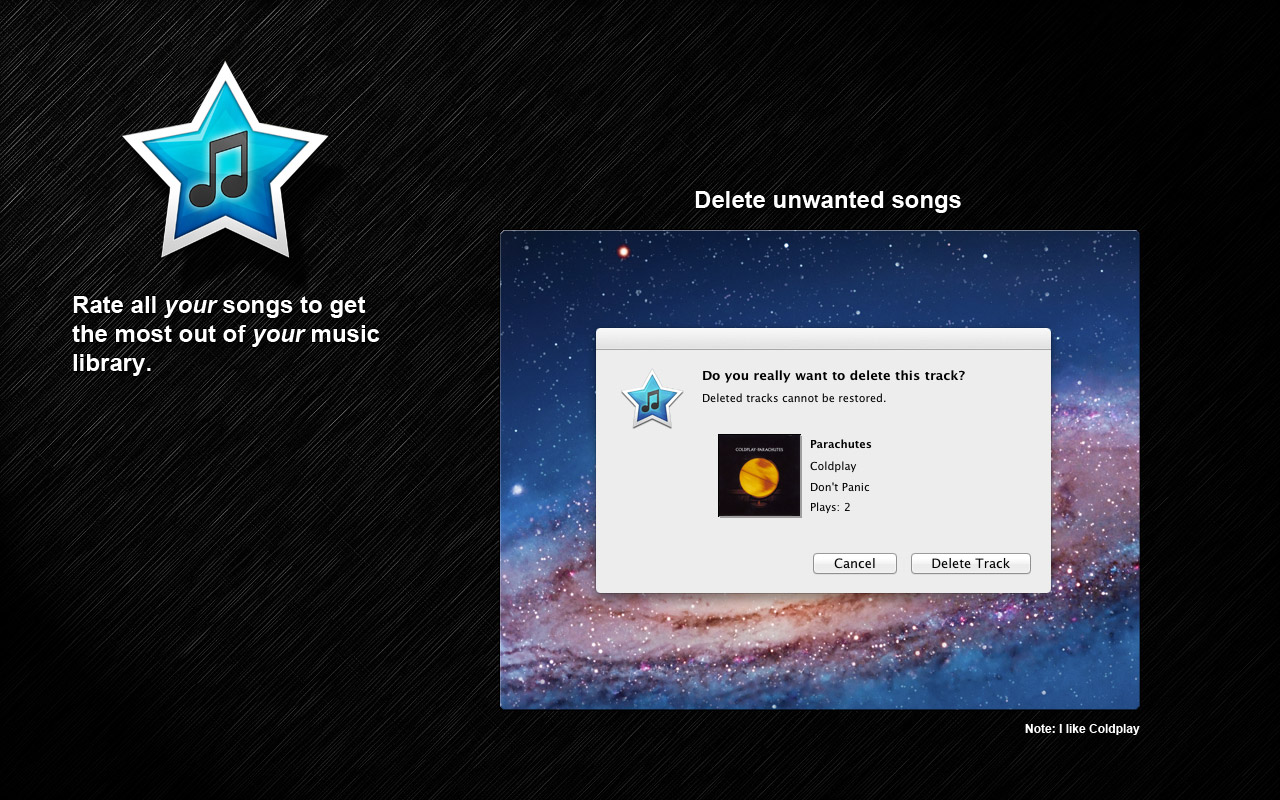 Rate all your songs to get
the most out of your music
library.
Delete unwanted songs
Do you really want to delete this track?
Deleted tracks cannot be restored.
COLDPLAY PARACHUTES
Parachutes
Coldplay
Don't Panic
Plays: 2
Cancel
Delete Track
Note: I like Coldplay